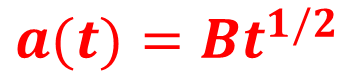 a(t) = Bt^{1/2}